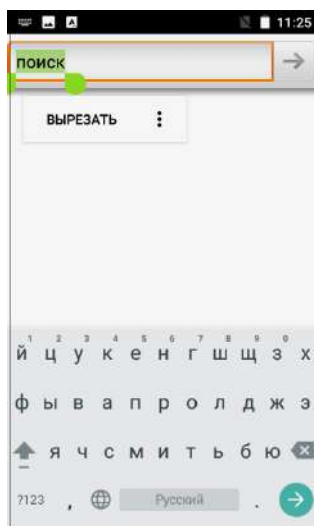 11:25
поиск
ВЫРЕЗАТЬ
1 2 3 4 5 6 7 8 9 0
й ц у к е н г ш щ з х
ф ы в а п р о л д ж э
я ч с м и т ь б ю
?123 , Русский .